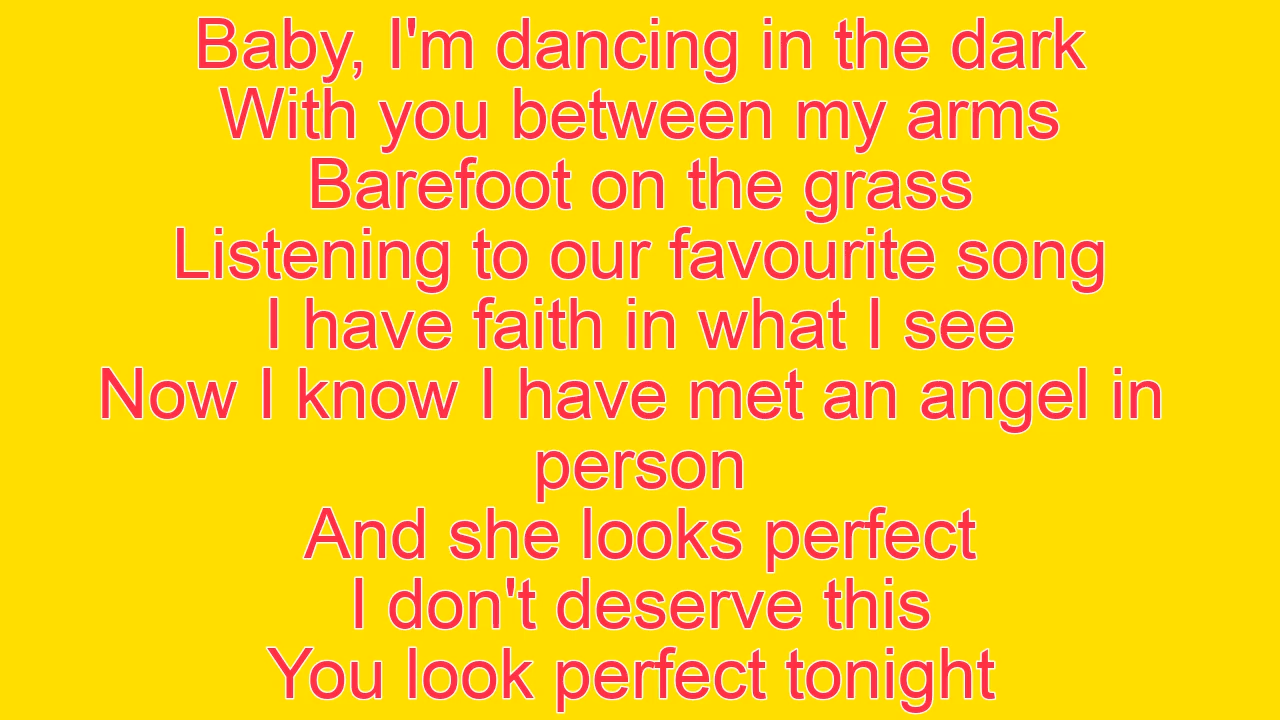 Baby, I'm dancing in the dark
With you between my arms
Barefoot on the grass
Listening to our favourite song
I have faith in what I see
Now I know I have met an angel in
person
And she looks perfect
I don't deserve this
You look perfect tonight